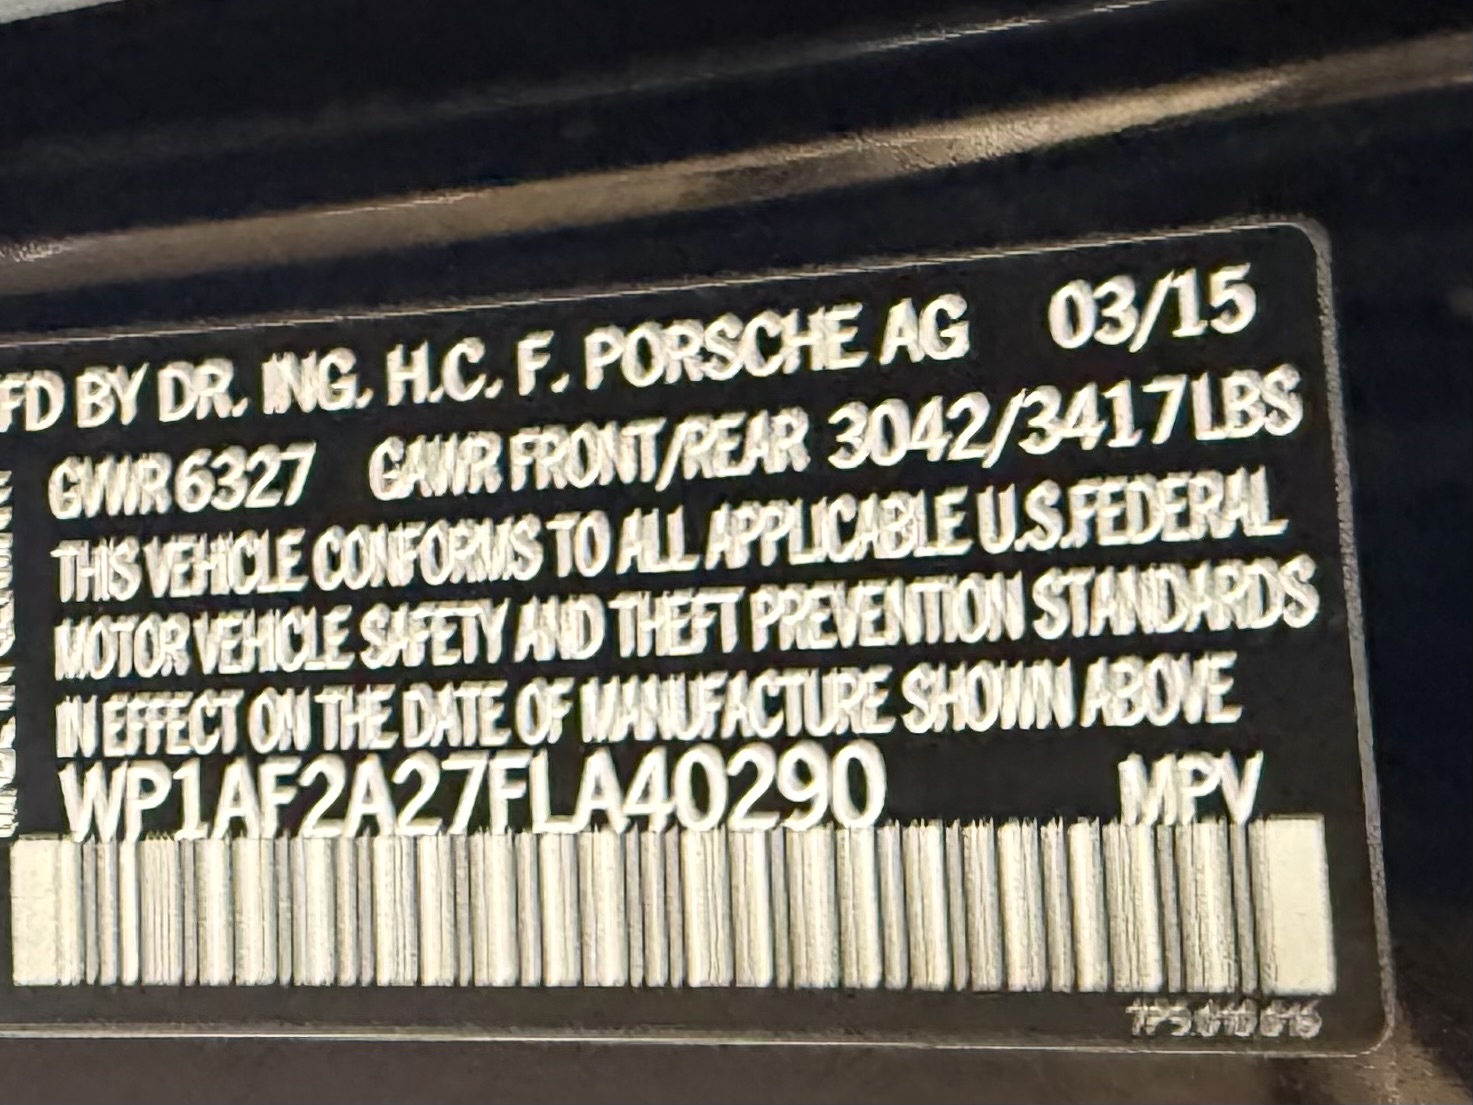 FD BY DR. ING. H.C. F. PORSCHE AG 03/15
GVWR 6327 GAWR FRONT/REAR 3042/3417 LBS
THIS VEHICLE CONFORMS TO ALL APPLICABLE U.S. FEDERAL
MOTOR VEHICLE SAFETY AND THEFT PREVENTION STANDARDS
IN EFFECT ON THE DATE OF MANUFACTURE SHOWN ABOVE
WP1AF2A27FLA40290 MPV